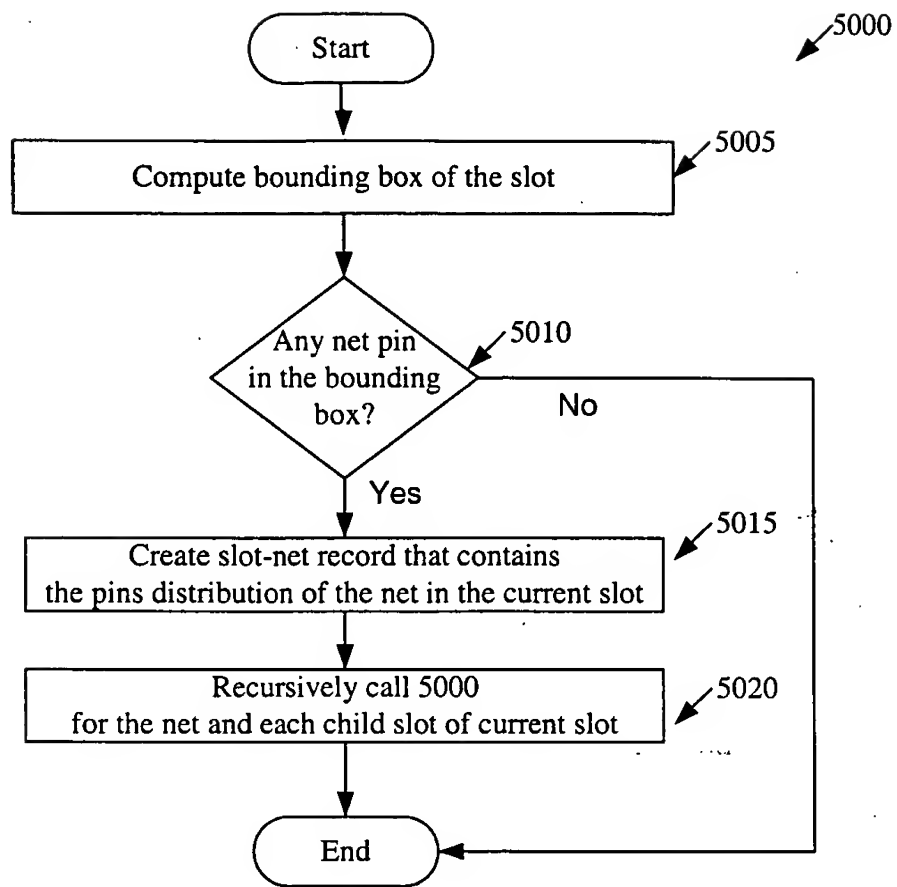 5000
Start
5005
Compute bounding box of the slot
5010
Any net pin
in the bounding
box?
No
Yes
5015
Create slot-net record that contains
the pins distribution of the net in the current slot
5020
Recursively call 5000
for the net and each child slot of current slot
End